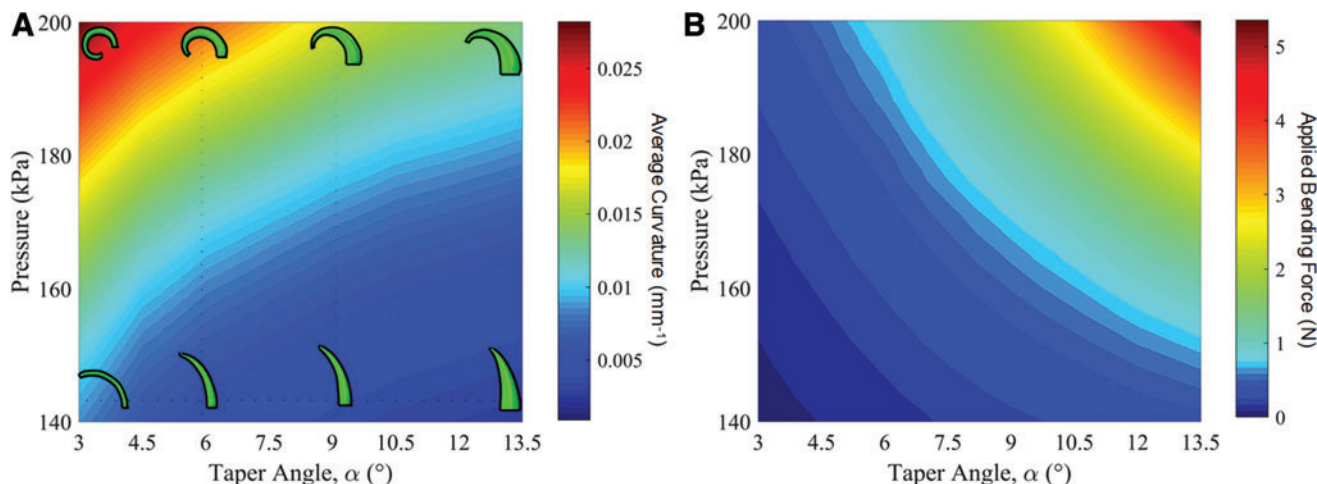 A
200
180
160
140
Pressure (kPa)
3 4.5 6 7.5 9 10.5 12 13.5
Taper Angle, α (°)
0.025
0.02
0.015
0.01
0.005
Average Curvature (mm⁻¹)
B
200
180
160
140
Pressure (kPa)
3 4.5 6 7.5 9 10.5 12 13.5
Taper Angle, α (°)
5
4
3
2
1
0
Applied Bending Force (N)